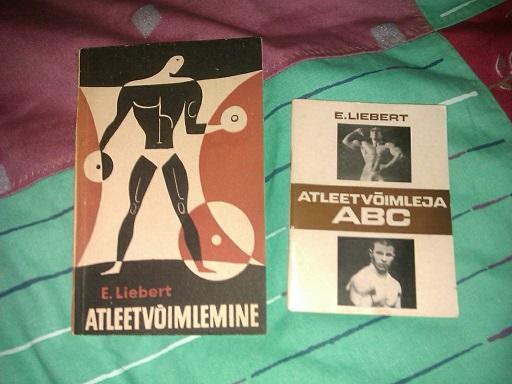 E. Liebert
ATLEETVÕIMLEMINE
E. LIEBERT
ATLEETVÕIMLEJA
ABC